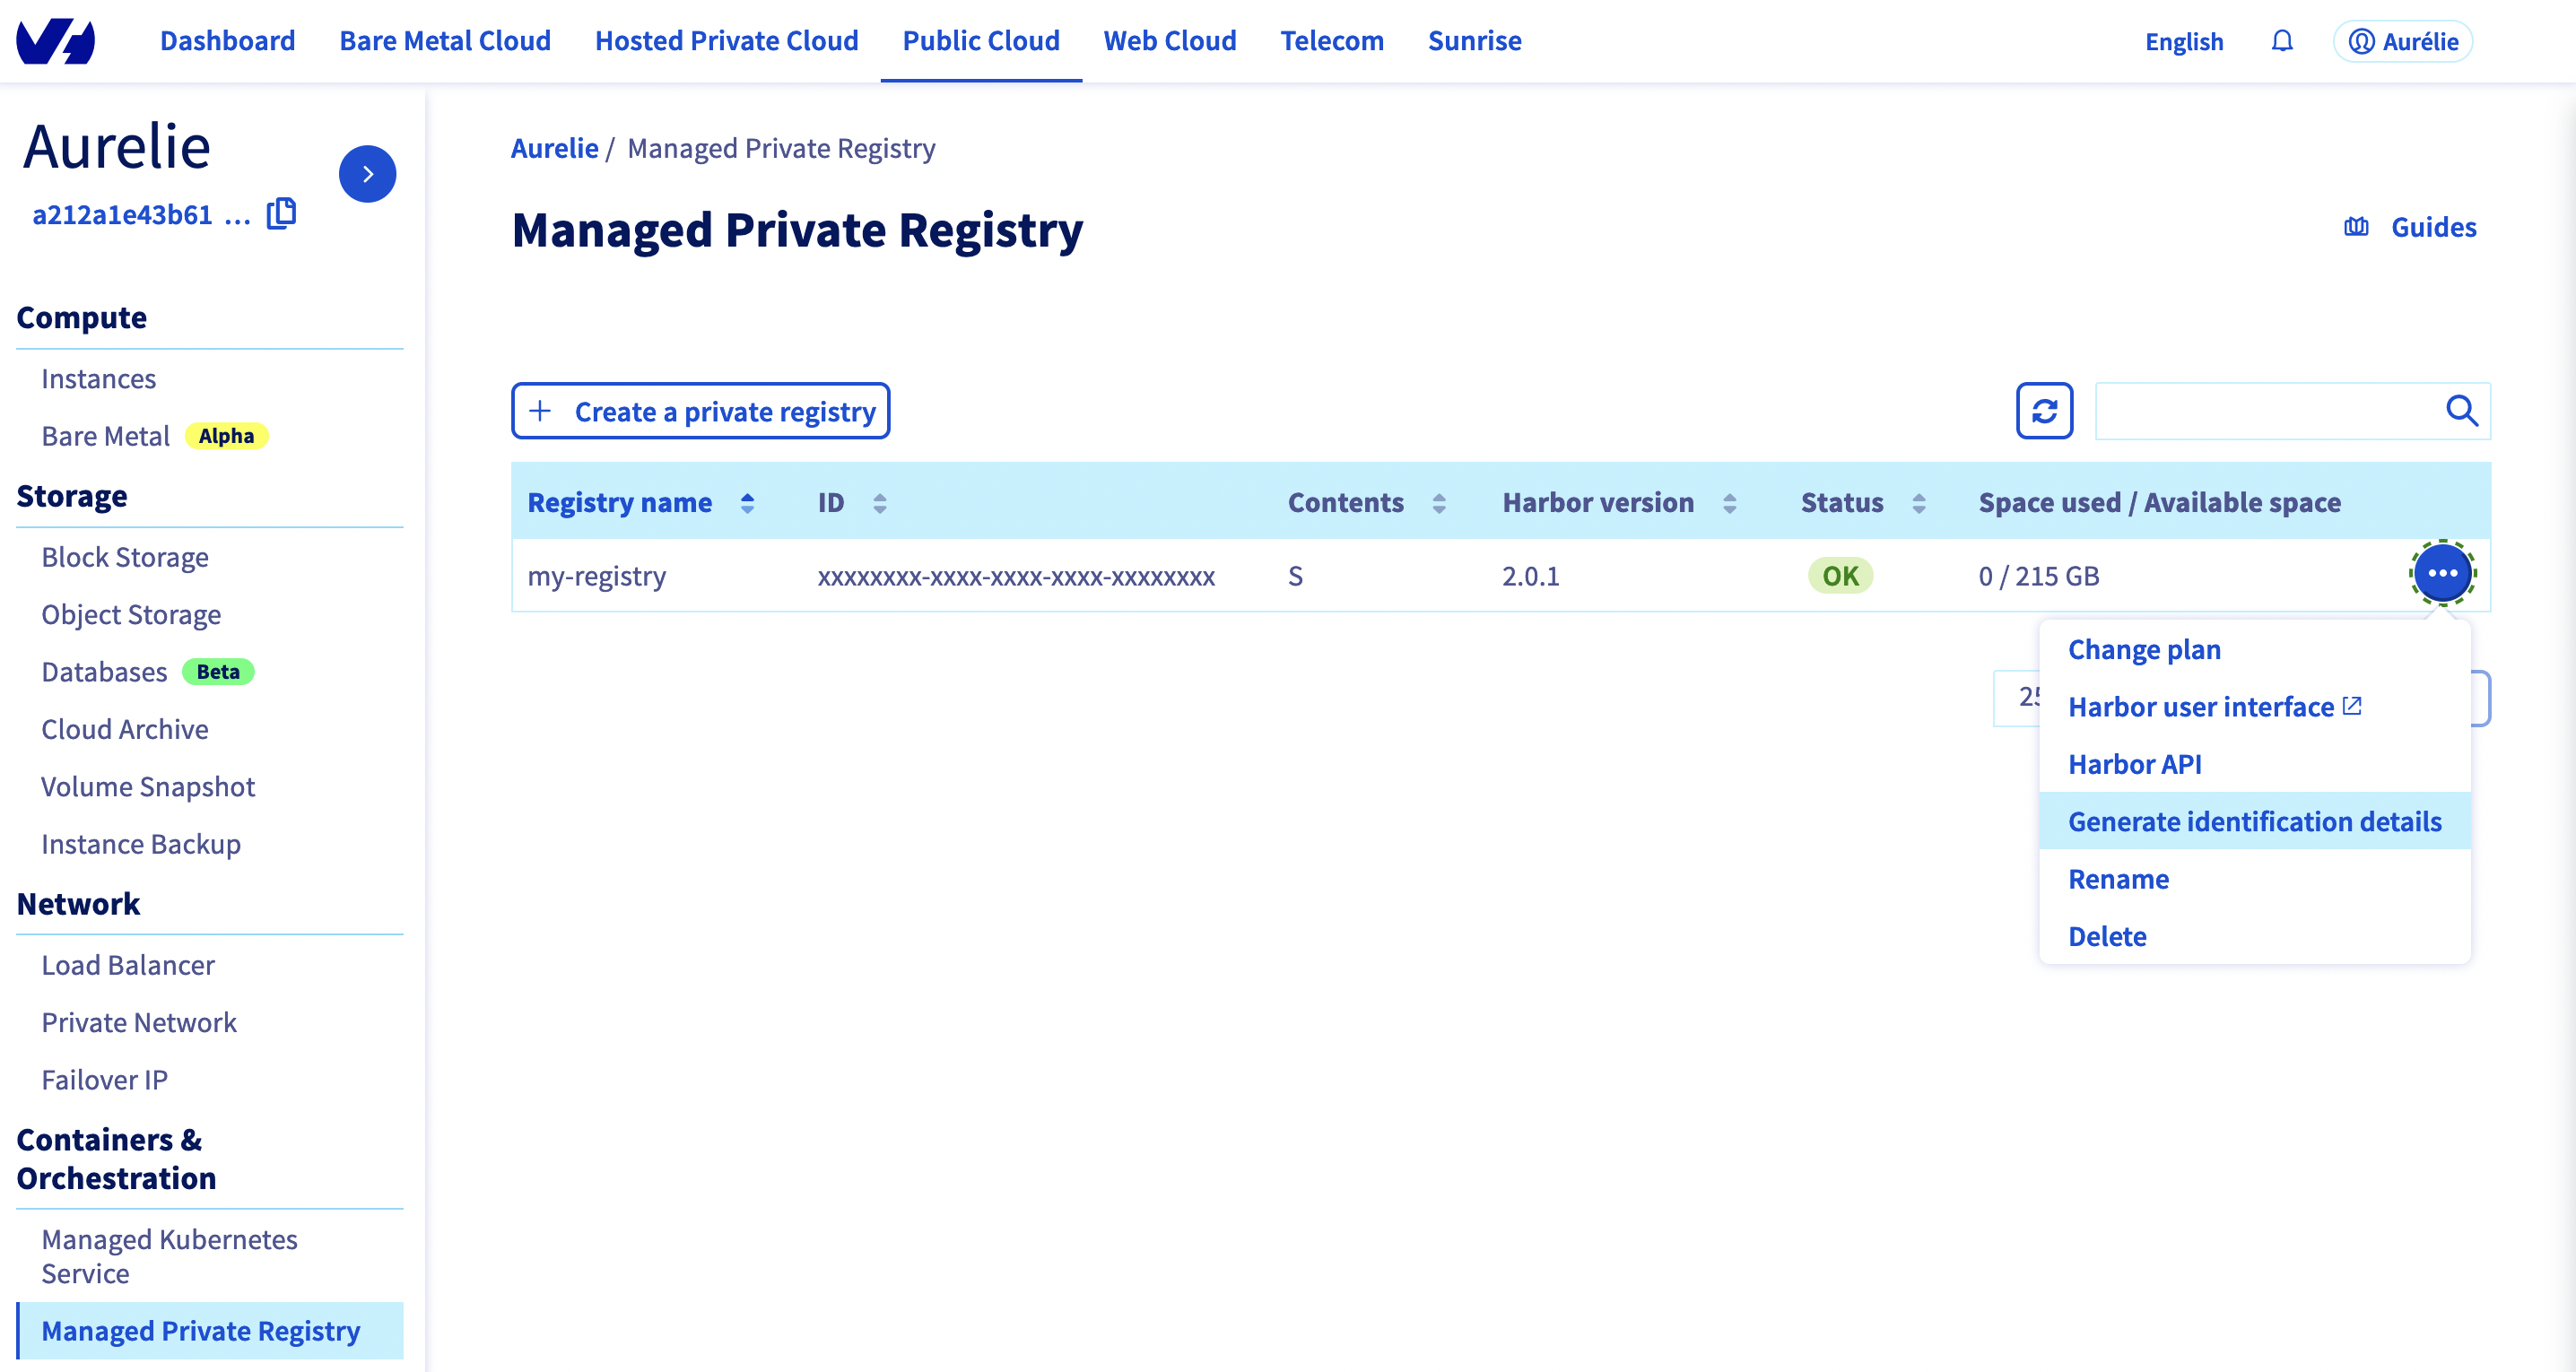 Dashboard Bare Metal Cloud Hosted Private Cloud Public Cloud Web Cloud Telecom Sunrise English Aurélie
Aurelie
a212a1e43b61 ...
Compute
Instances
Bare Metal Alpha
Storage
Block Storage
Object Storage
Databases Beta
Cloud Archive
Volume Snapshot
Instance Backup
Network
Load Balancer
Private Network
Failover IP
Containers &
Orchestration
Managed Kubernetes
Service
Managed Private Registry
Aurelie / Managed Private Registry
Managed Private Registry
Guides
+ Create a private registry
Registry name ID Contents Harbor version Status Space used / Available space
my-registry xxxxxxxx-xxxx-xxxx-xxxx-xxxxxxxx S 2.0.1 OK 0 / 215 GB
Change plan
Harbor user interface
Harbor API
Generate identification details
Rename
Delete